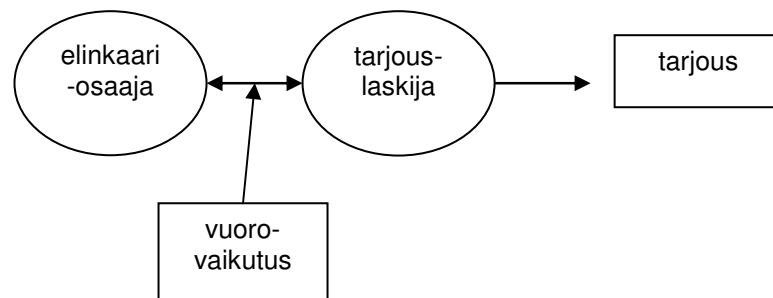 elinkaari
-osaaja
tarjous-
laskija
tarjous
vuoro-
vaikutus